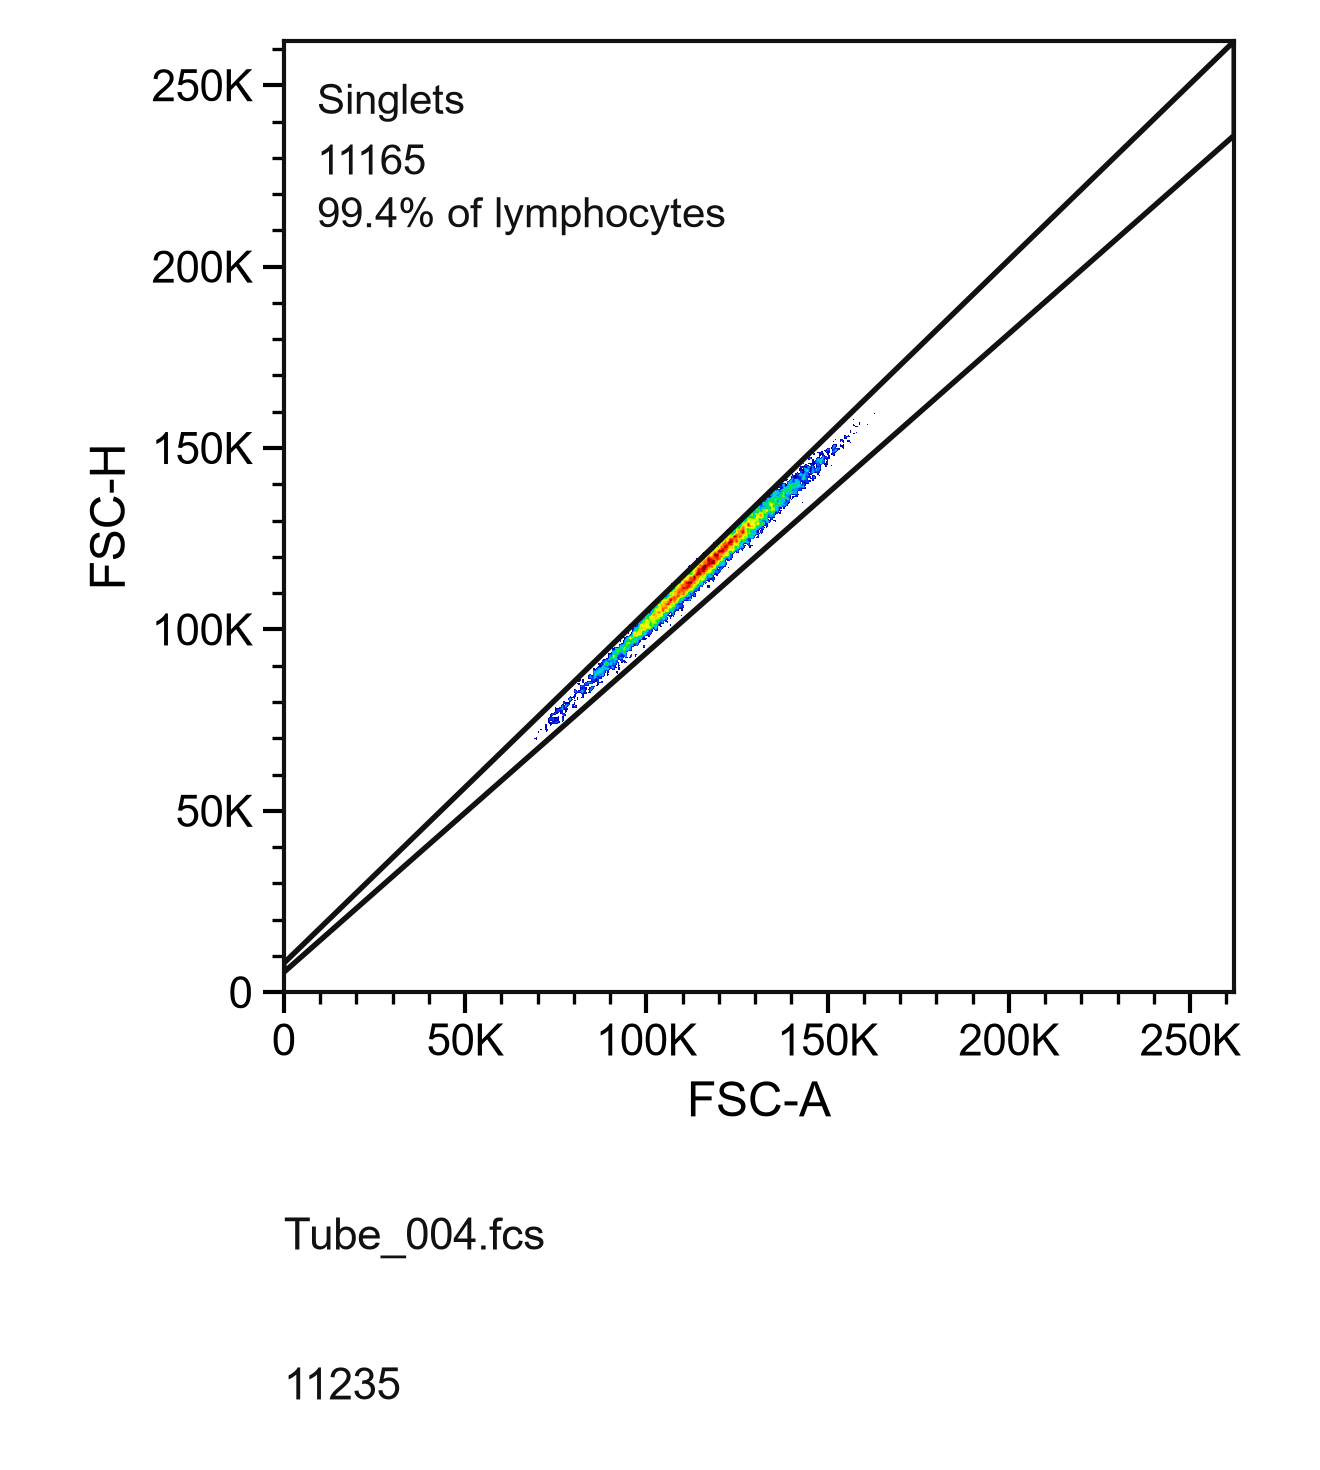 250K
Singlets
11165
99.4% of lymphocytes
200K
150K
FSC-H
100K
50K
0
0 50K 100K 150K 200K 250K
FSC-A
Tube_004.fcs
11235